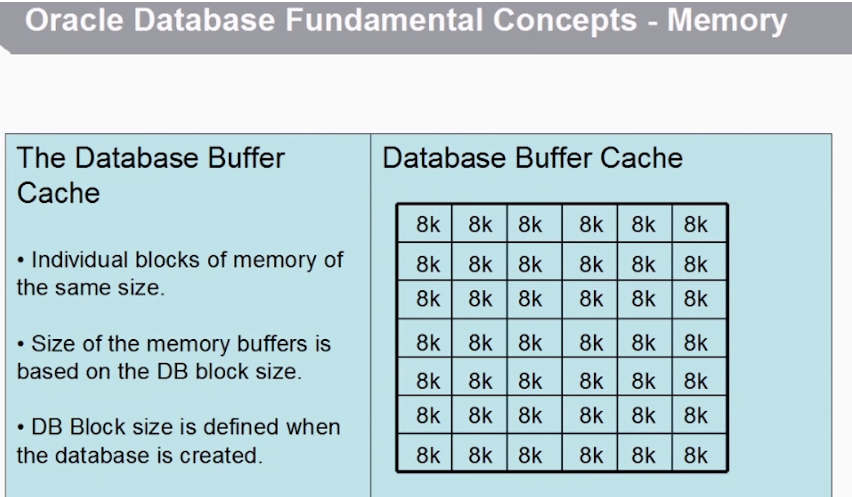 Oracle Database Fundamental Concepts - Memory
The Database Buffer
Cache
• Individual blocks of memory of
the same size.
• Size of the memory buffers is
based on the DB block size.
• DB Block size is defined when
the database is created.
Database Buffer Cache
8k 8k 8k 8k 8k 8k
8k 8k 8k 8k 8k 8k
8k 8k 8k 8k 8k 8k
8k 8k 8k 8k 8k 8k
8k 8k 8k 8k 8k 8k
8k 8k 8k 8k 8k 8k
8k 8k 8k 8k 8k 8k